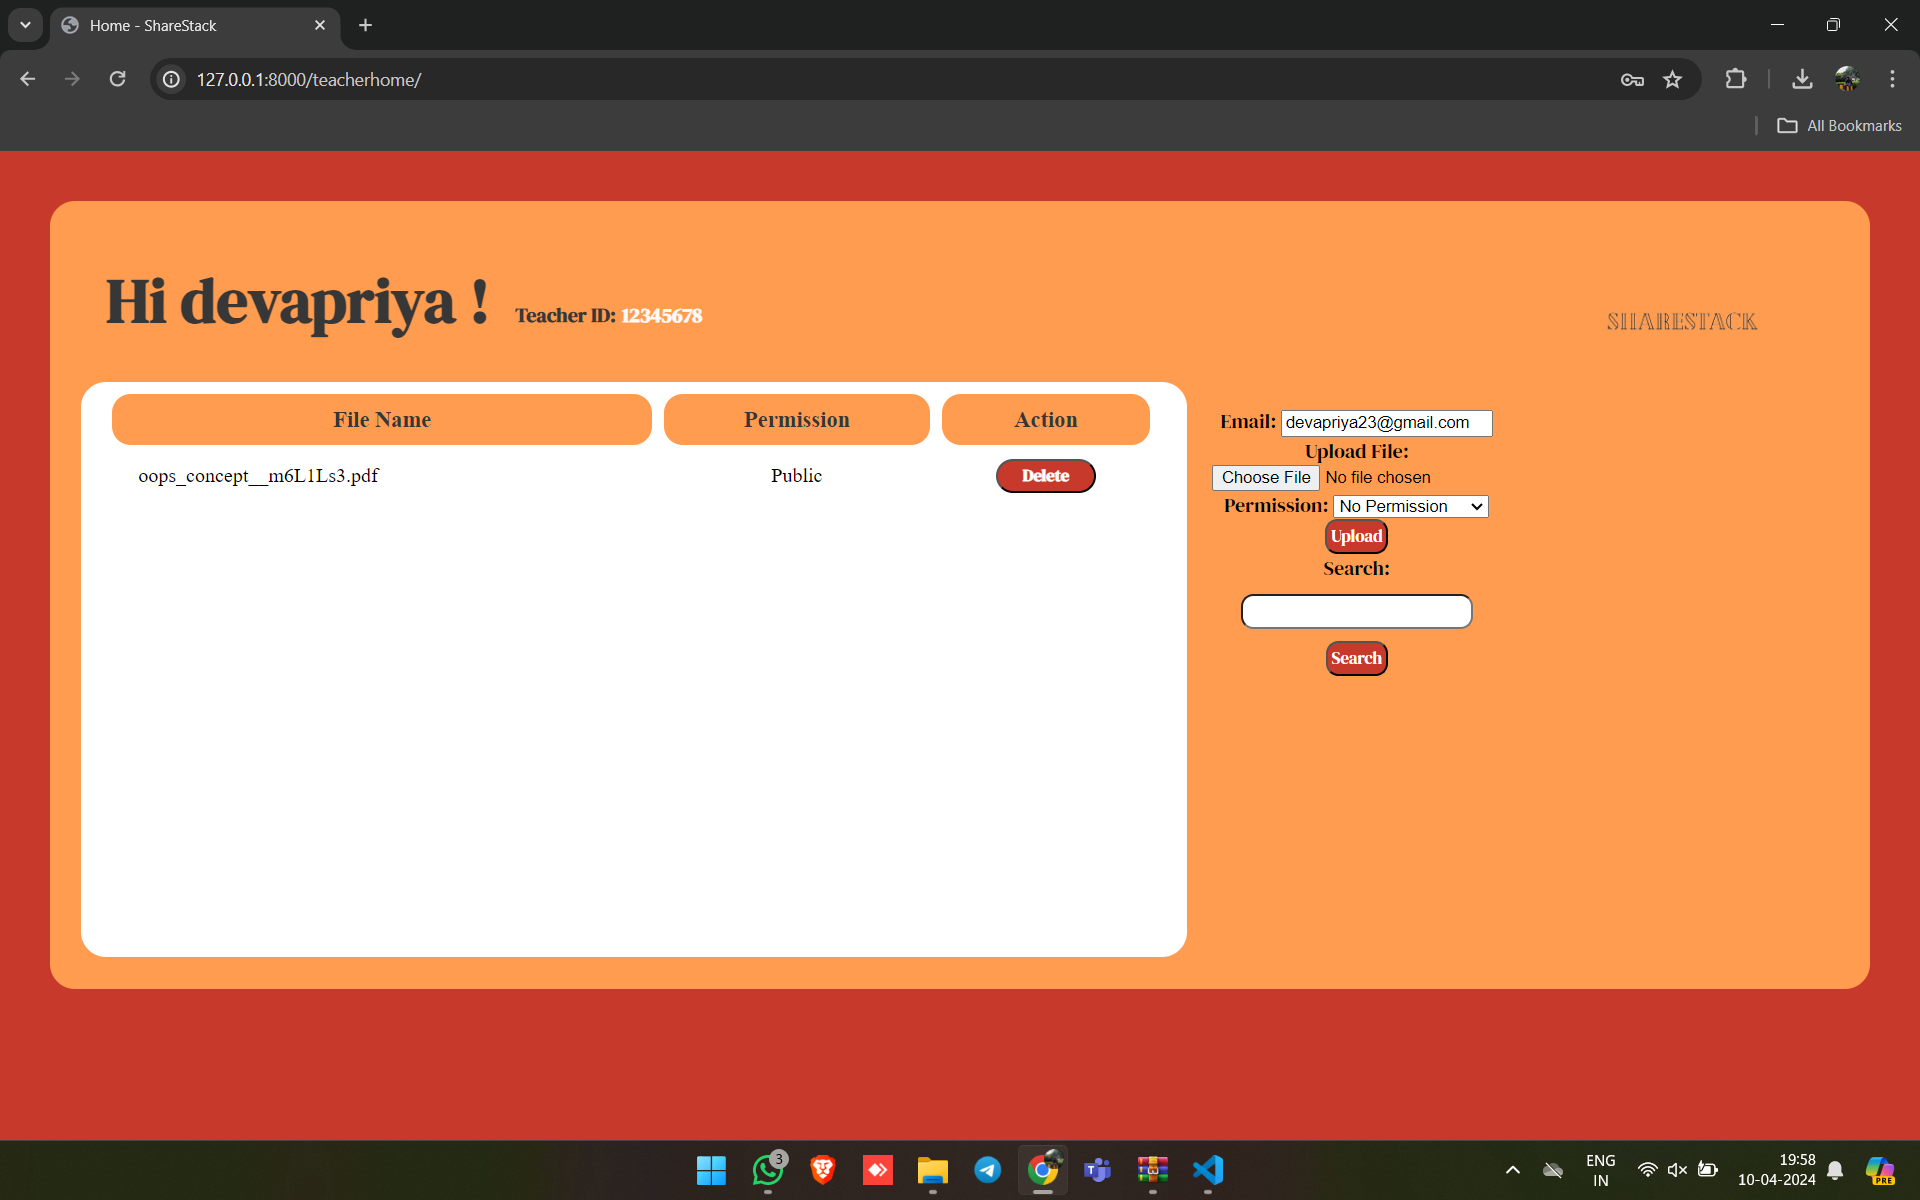 Home - ShareStack
127.0.0.1:8000/teacherhome/
All Bookmarks
Hi devapriya !
Teacher ID: 12345678
SHARESTACK
File Name
Permission
Action
oops_concept__m6L1Ls3.pdf
Public
Delete
Email: devapriya23@gmail.com
Upload File:
Choose File No file chosen
Permission: No Permission
Upload
Search:
Search
3
T
ENG
IN
19:58
10-04-2024
PRE